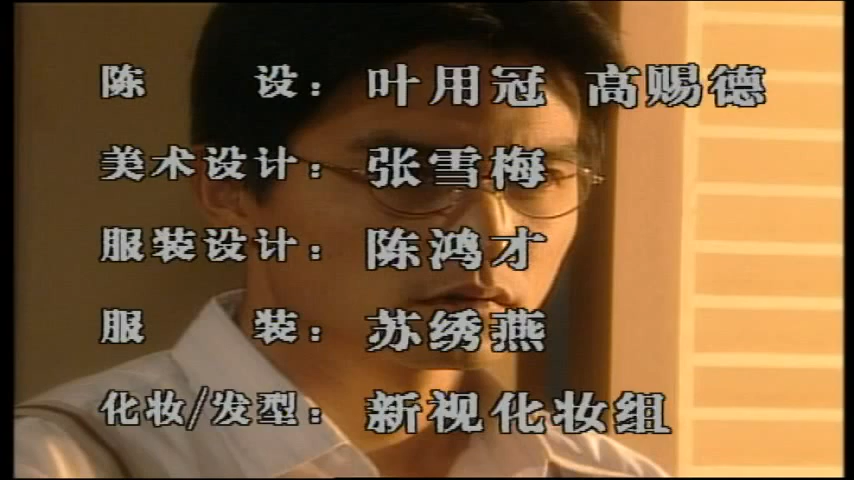 陈设：叶用冠 高赐德
美术设计：张雪梅
服装设计：陈鸿才
服装：苏绣燕
化妆/发型：新视化妆组